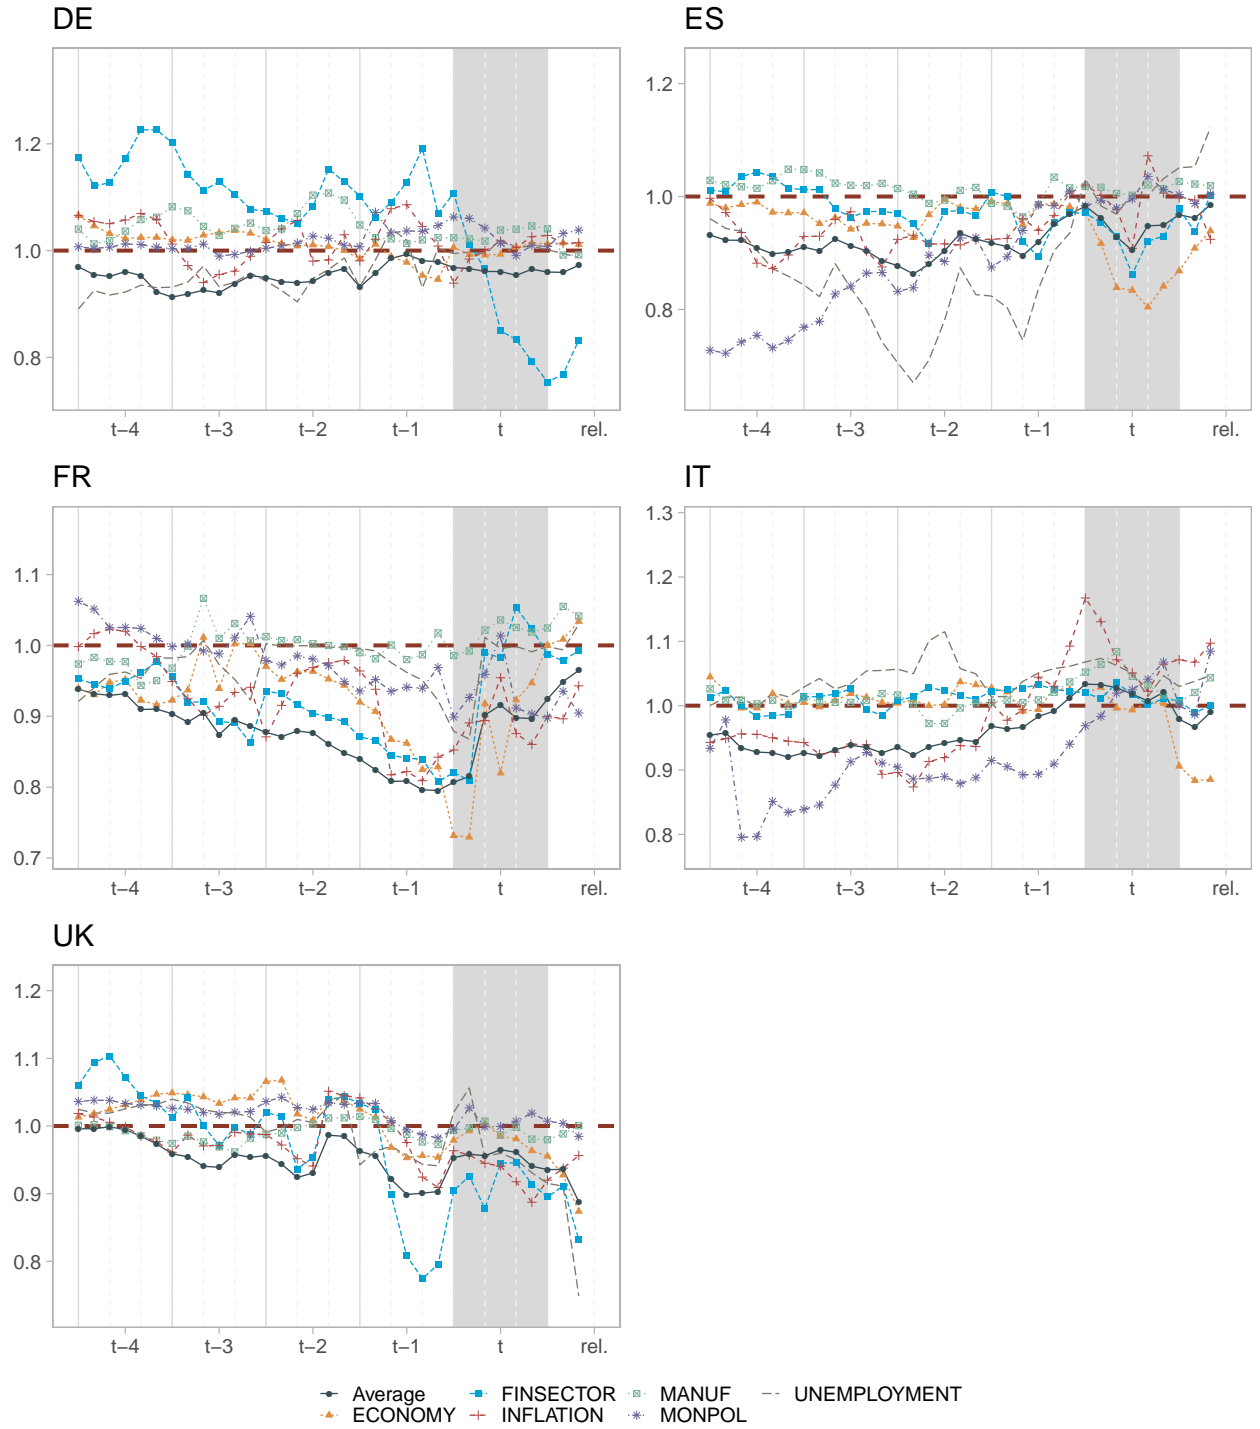 DE
ES
1.2
1.0
0.8
t−4 t−3 t−2 t−1 t rel.
1.2
1.0
0.8
t−4 t−3 t−2 t−1 t rel.
FR
IT
1.1
1.0
0.9
0.8
0.7
t−4 t−3 t−2 t−1 t rel.
1.3
1.2
1.1
1.0
0.9
0.8
t−4 t−3 t−2 t−1 t rel.
UK
1.2
1.1
1.0
0.9
0.8
t−4 t−3 t−2 t−1 t rel.
Average FINSECTOR MANUF UNEMPLOYMENT
ECONOMY INFLATION MONPOL